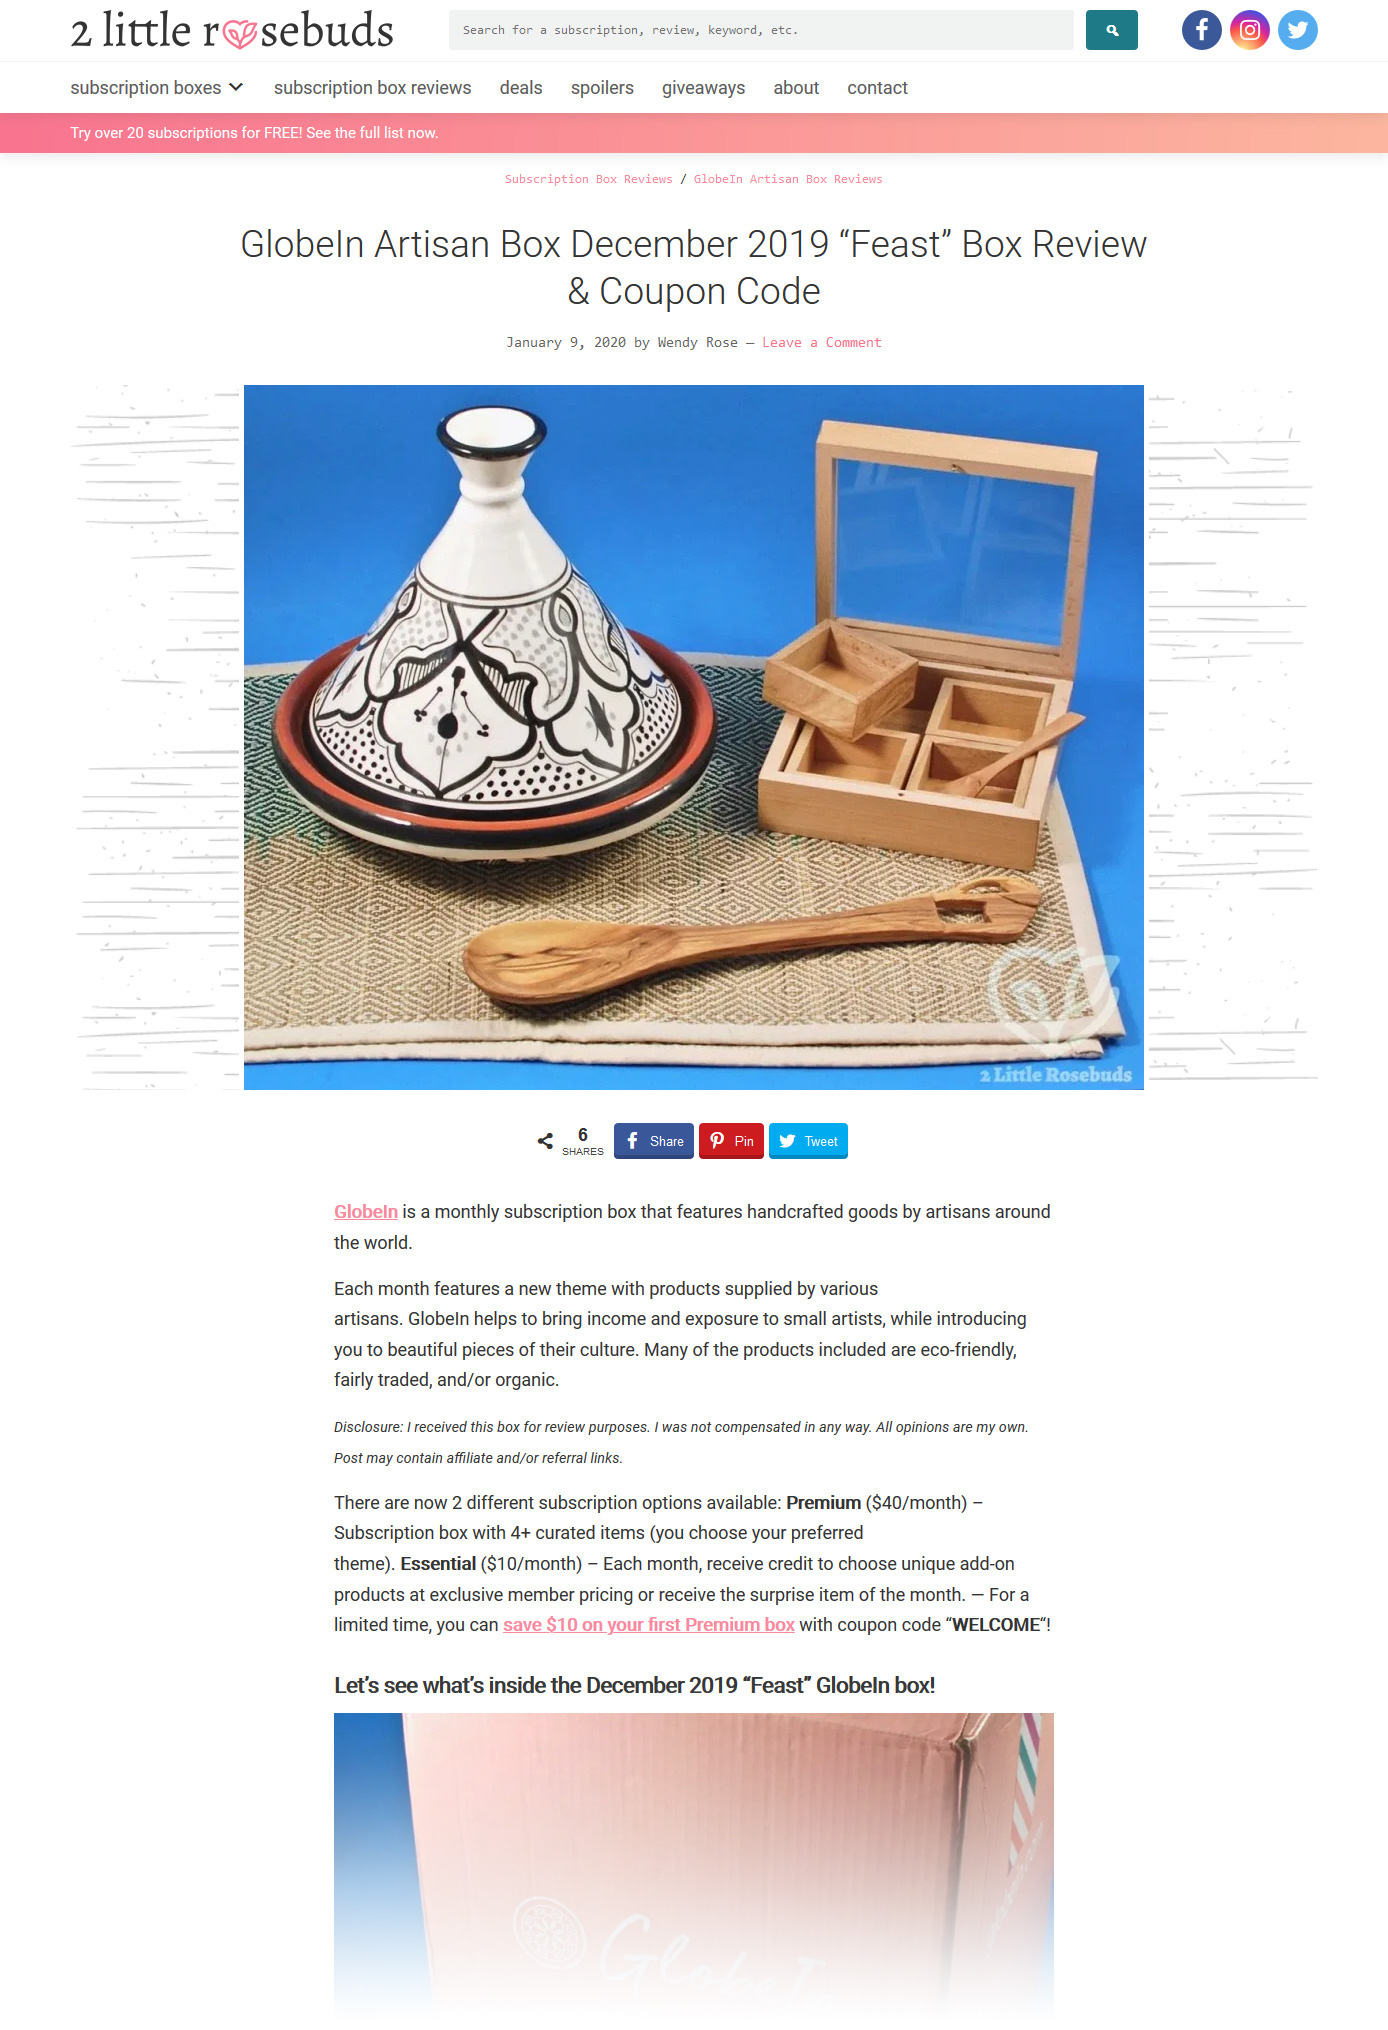 2 little rosebuds
Search for a subscription, review, keyword, etc.
subscription boxes subscription box reviews deals spoilers giveaways about contact
Try over 20 subscriptions for FREE! See the full list now.
Subscription Box Reviews / GlobeIn Artisan Box Reviews
GlobeIn Artisan Box December 2019 “Feast” Box Review
& Coupon Code
January 9, 2020 by Wendy Rose — Leave a Comment
2 Little Rosebuds
6
SHARES
Share Pin Tweet
GlobeIn is a monthly subscription box that features handcrafted goods by artisans around
the world.
Each month features a new theme with products supplied by various
artisans. GlobeIn helps to bring income and exposure to small artists, while introducing
you to beautiful pieces of their culture. Many of the products included are eco-friendly,
fairly traded, and/or organic.
Disclosure: I received this box for review purposes. I was not compensated in any way. All opinions are my own.
Post may contain affiliate and/or referral links.
There are now 2 different subscription options available: Premium ($40/month) –
Subscription box with 4+ curated items (you choose your preferred
theme). Essential ($10/month) – Each month, receive credit to choose unique add-on
products at exclusive member pricing or receive the surprise item of the month. — For a
limited time, you can save $10 on your first Premium box with coupon code “WELCOME“!
Let’s see what’s inside the December 2019 “Feast” GlobeIn box!
GlobeIn